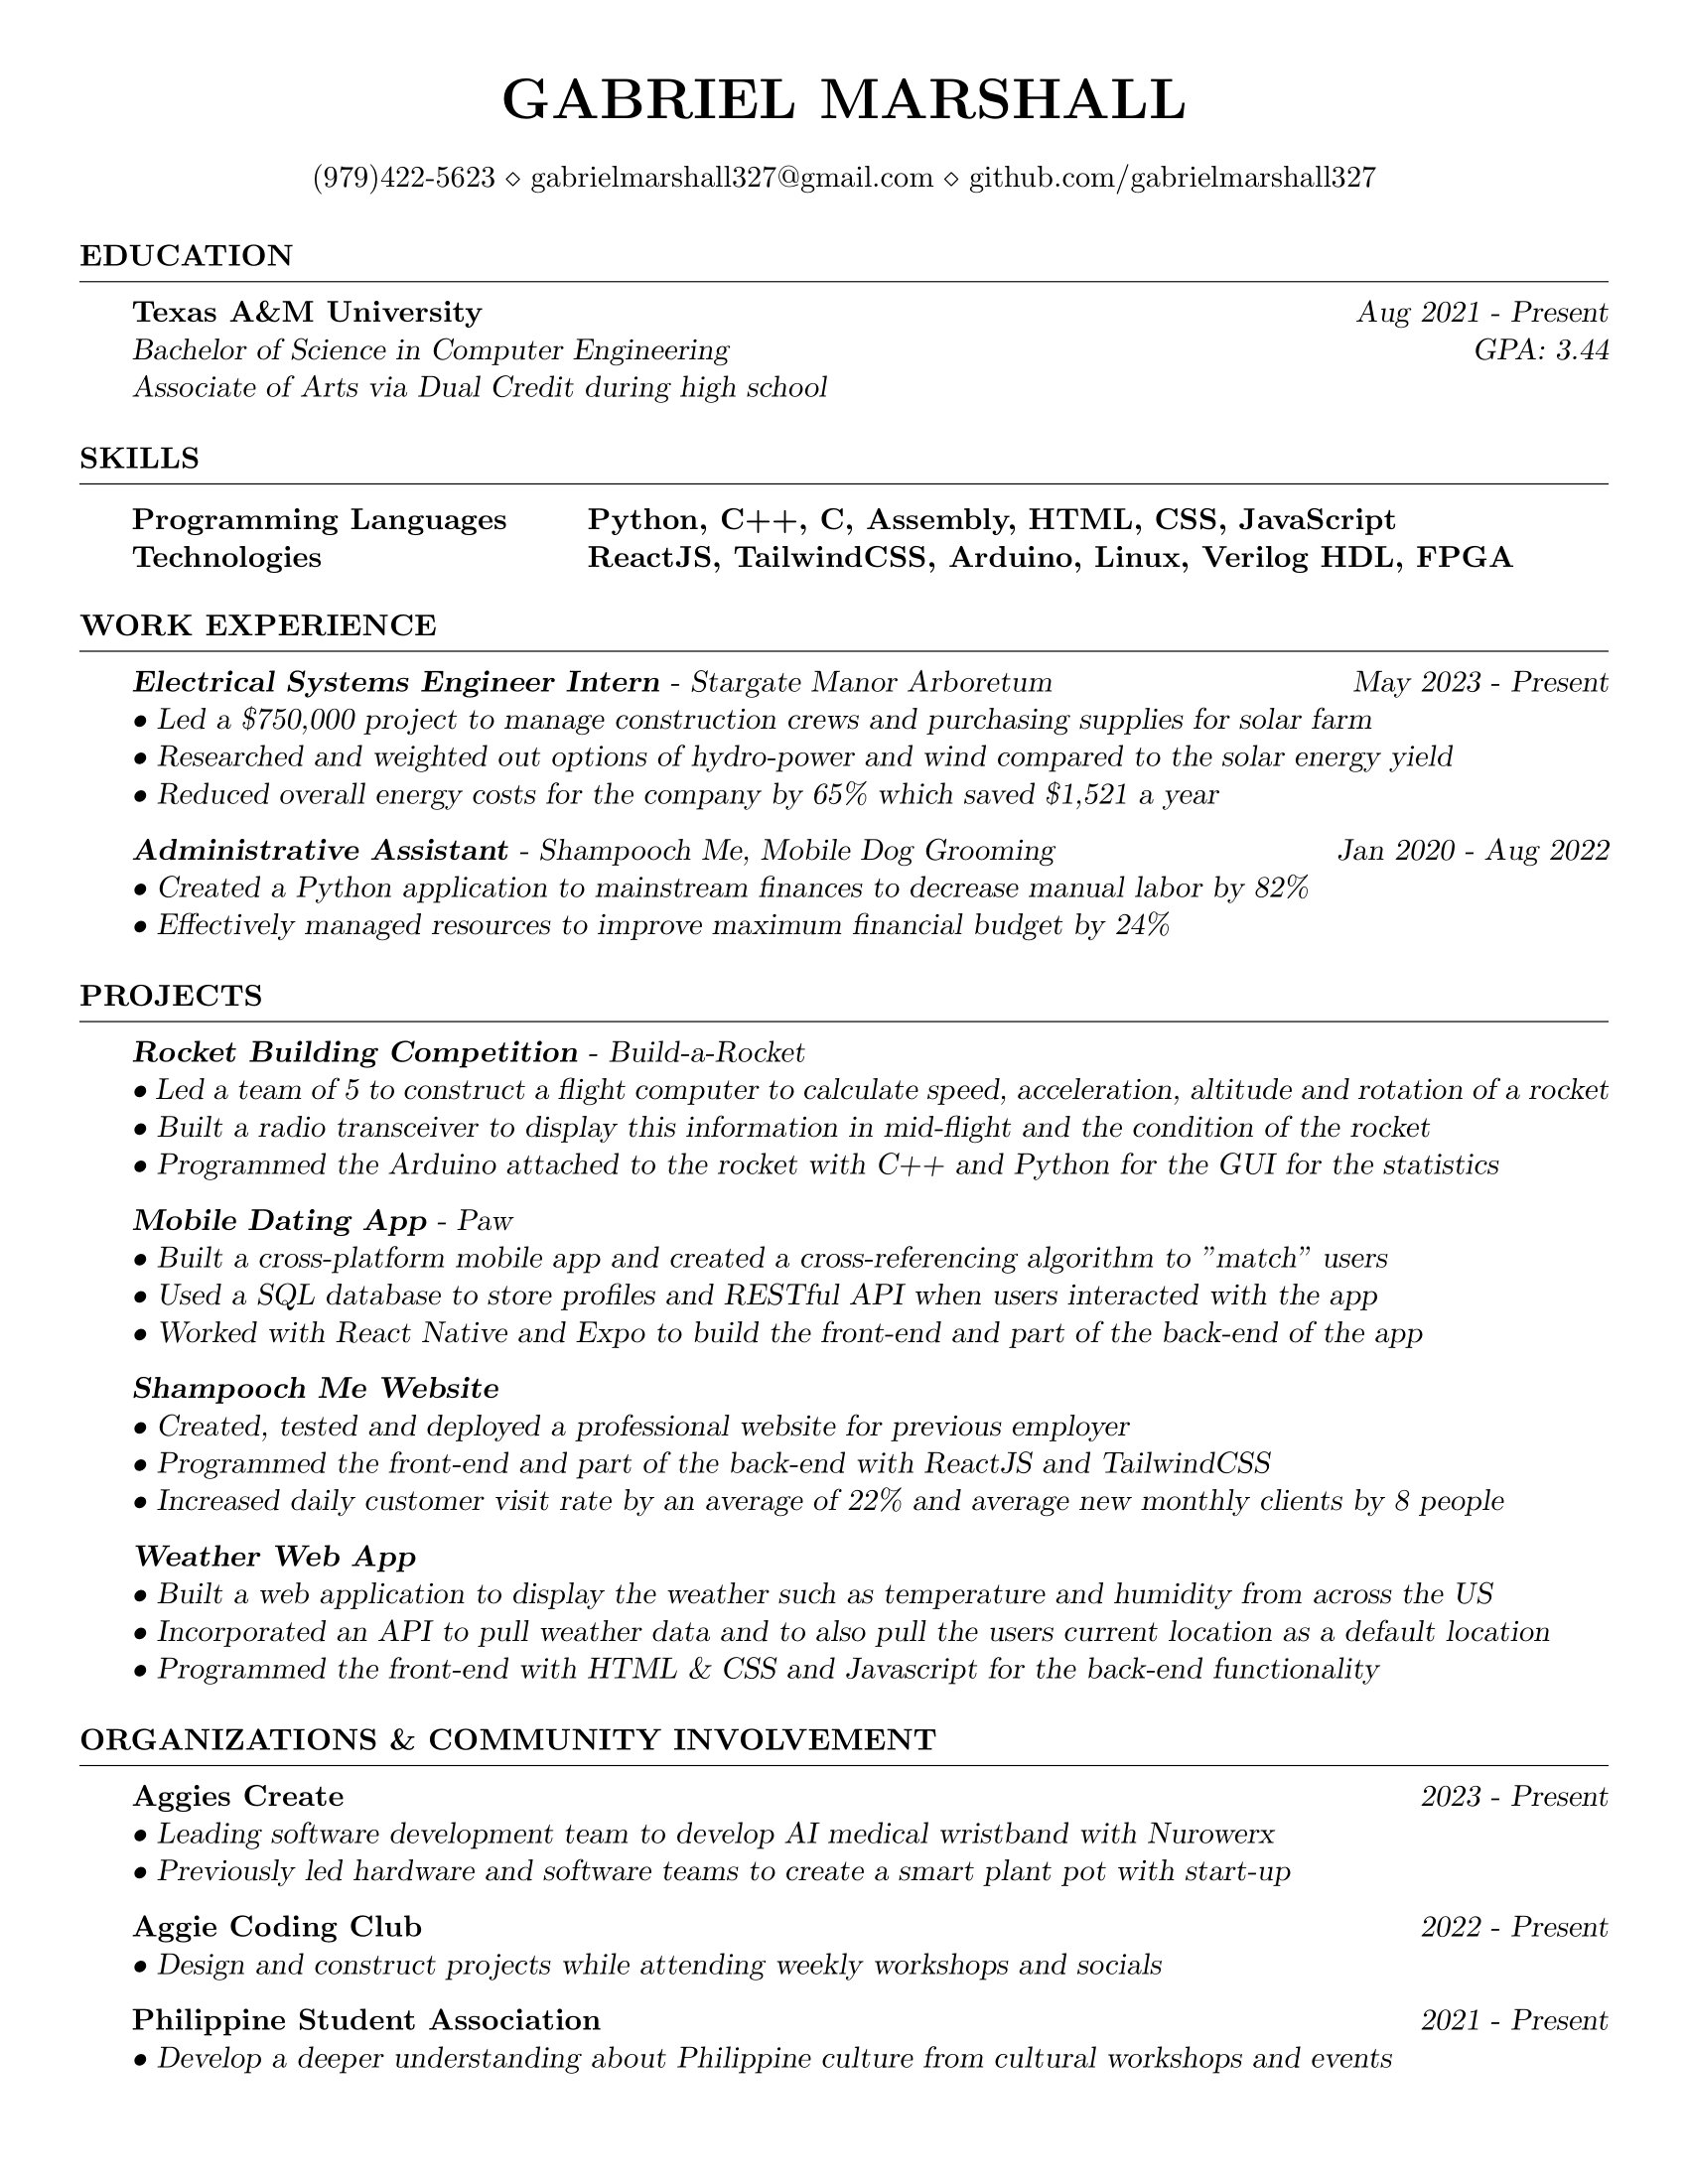 GABRIEL MARSHALL
(979)422-5623 ⋄ gabrielmarshall327@gmail.com ⋄ github.com/gabrielmarshall327
EDUCATION
Texas A&M University Aug 2021 - Present
Bachelor of Science in Computer Engineering GPA: 3.44
Associate of Arts via Dual Credit during high school
SKILLS
Programming Languages Python, C++, C, Assembly, HTML, CSS, JavaScript
Technologies ReactJS, TailwindCSS, Arduino, Linux, Verilog HDL, FPGA
WORK EXPERIENCE
Electrical Systems Engineer Intern - Stargate Manor Arboretum May 2023 - Present
• Led a $750,000 project to manage construction crews and purchasing supplies for solar farm
• Researched and weighted out options of hydro-power and wind compared to the solar energy yield
• Reduced overall energy costs for the company by 65% which saved $1,521 a year
Administrative Assistant - Shampooch Me, Mobile Dog Grooming Jan 2020 - Aug 2022
• Created a Python application to mainstream finances to decrease manual labor by 82%
• Effectively managed resources to improve maximum financial budget by 24%
PROJECTS
Rocket Building Competition - Build-a-Rocket
• Led a team of 5 to construct a flight computer to calculate speed, acceleration, altitude and rotation of a rocket
• Built a radio transceiver to display this information in mid-flight and the condition of the rocket
• Programmed the Arduino attached to the rocket with C++ and Python for the GUI for the statistics
Mobile Dating App - Paw
• Built a cross-platform mobile app and created a cross-referencing algorithm to ”match” users
• Used a SQL database to store profiles and RESTful API when users interacted with the app
• Worked with React Native and Expo to build the front-end and part of the back-end of the app
Shampooch Me Website
• Created, tested and deployed a professional website for previous employer
• Programmed the front-end and part of the back-end with ReactJS and TailwindCSS
• Increased daily customer visit rate by an average of 22% and average new monthly clients by 8 people
Weather Web App
• Built a web application to display the weather such as temperature and humidity from across the US
• Incorporated an API to pull weather data and to also pull the users current location as a default location
• Programmed the front-end with HTML & CSS and Javascript for the back-end functionality
ORGANIZATIONS & COMMUNITY INVOLVEMENT
Aggies Create 2023 - Present
• Leading software development team to develop AI medical wristband with Nurowerx
• Previously led hardware and software teams to create a smart plant pot with start-up
Aggie Coding Club 2022 - Present
• Design and construct projects while attending weekly workshops and socials
Philippine Student Association 2021 - Present
• Develop a deeper understanding about Philippine culture from cultural workshops and events